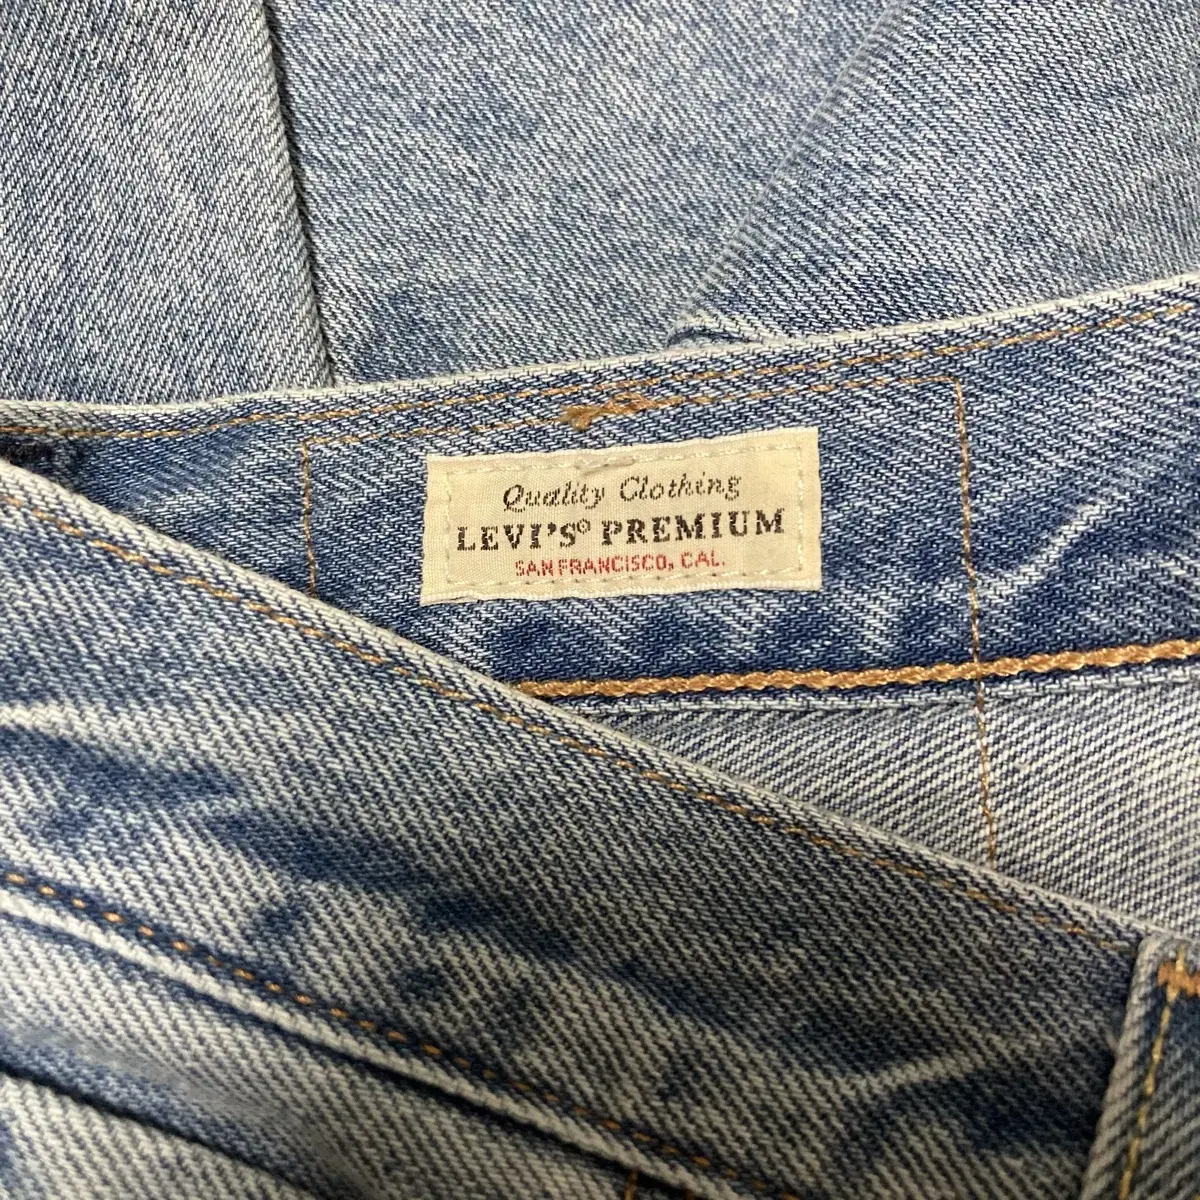 Quality Clothing
LEVI'S® PREMIUM
SAN FRANCISCO, CAL.